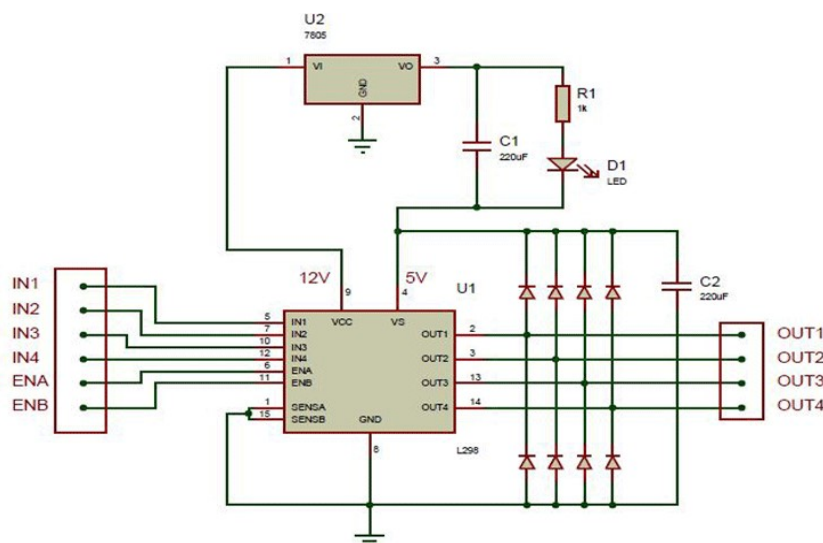 U2
7805
1 VI VO 3
GND
2
R1
1k
C1
220uF
D1
LED
12V 5V
9 4
U1
C2
220uF
IN1
IN2
IN3
IN4
ENA
ENB
5 IN1 VCC VS OUT1 2
7 IN2
10 IN3 OUT2 3
12 IN4
6 ENA OUT3 13
11 ENB
1 SENSA OUT4 14
15 SENSB GND
8
L298
OUT1
OUT2
OUT3
OUT4